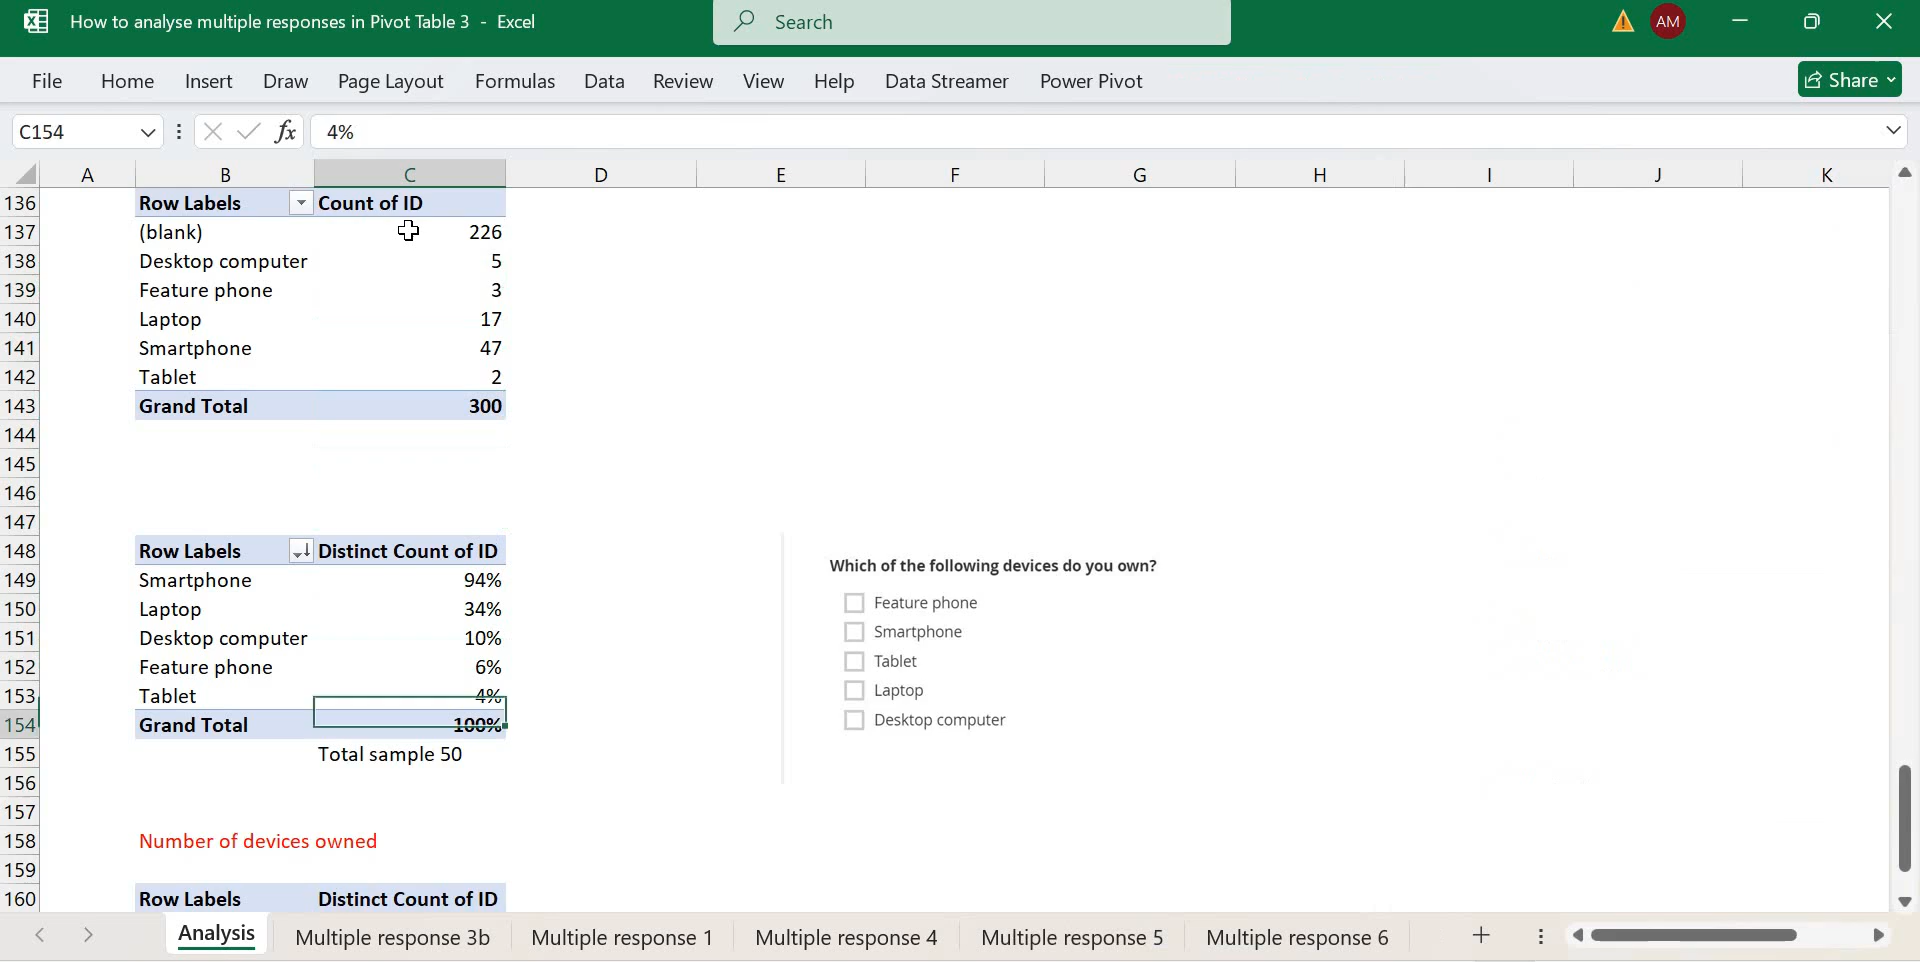 How to analyse multiple responses in Pivot Table 3 - Excel
Search
AM
File Home Insert Draw Page Layout Formulas Data Review View Help Data Streamer Power Pivot
Share
C154
fx
4%
A B C D E F G H I J K
136 Row Labels Count of ID
137 (blank) 226
138 Desktop computer 5
139 Feature phone 3
140 Laptop 17
141 Smartphone 47
142 Tablet 2
143 Grand Total 300
144
145
146
147
148 Row Labels Distinct Count of ID
149 Smartphone 94%
150 Laptop 34%
151 Desktop computer 10%
152 Feature phone 6%
153 Tablet 4%
154 Grand Total 100%
155 Total sample 50
156
157
158 Number of devices owned
159
160 Row Labels Distinct Count of ID
Which of the following devices do you own?
Feature phone
Smartphone
Tablet
Laptop
Desktop computer
Analysis Multiple response 3b Multiple response 1 Multiple response 4 Multiple response 5 Multiple response 6